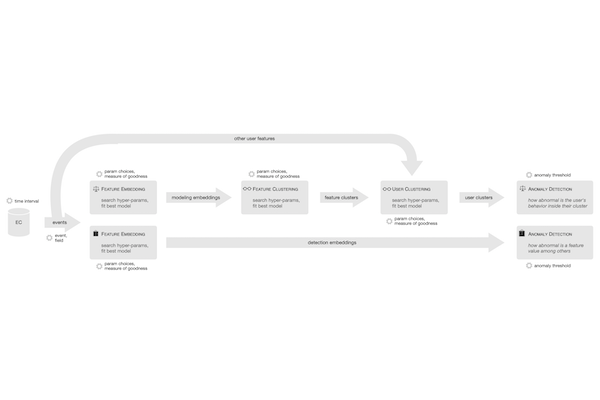 other user features
param choices,
measure of goodness
param choices,
measure of goodness
anomaly threshold
time interval
FEATURE EMBEDDING
search hyper-params,
fit best model
modeling embeddings
FEATURE CLUSTERING
search hyper-params,
fit best model
feature clusters
USER CLUSTERING
search hyper-params,
fit best model
user clusters
ANOMALY DETECTION
how abnormal is the user's
behavior inside their cluster
EC
events
param choices,
measure of goodness
event,
field
FEATURE EMBEDDING
search hyper-params,
fit best model
detection embeddings
ANOMALY DETECTION
how abnormal is a feature
value among others
param choices,
measure of goodness
anomaly threshold